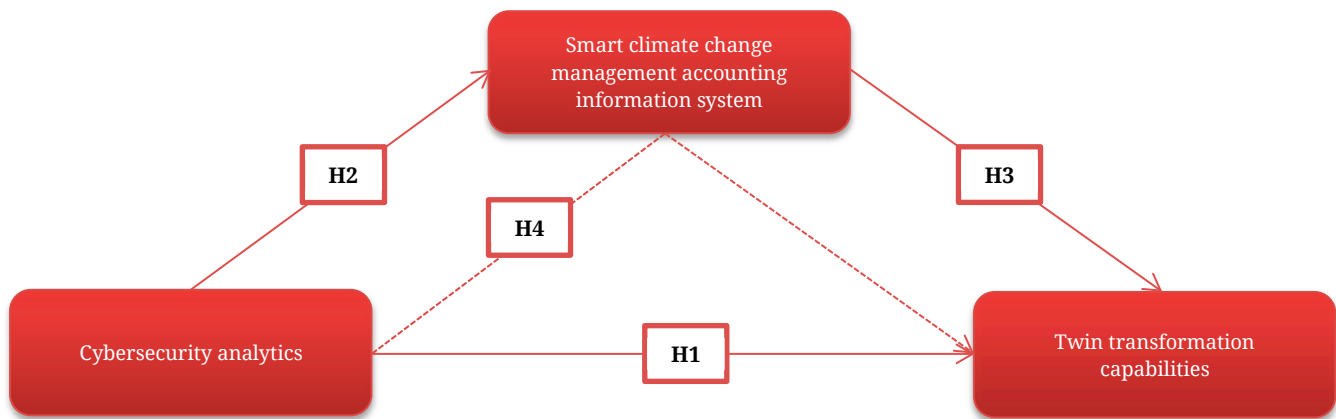 Smart climate change
management accounting
information system
H2
H3
H4
Cybersecurity analytics
H1
Twin transformation
capabilities